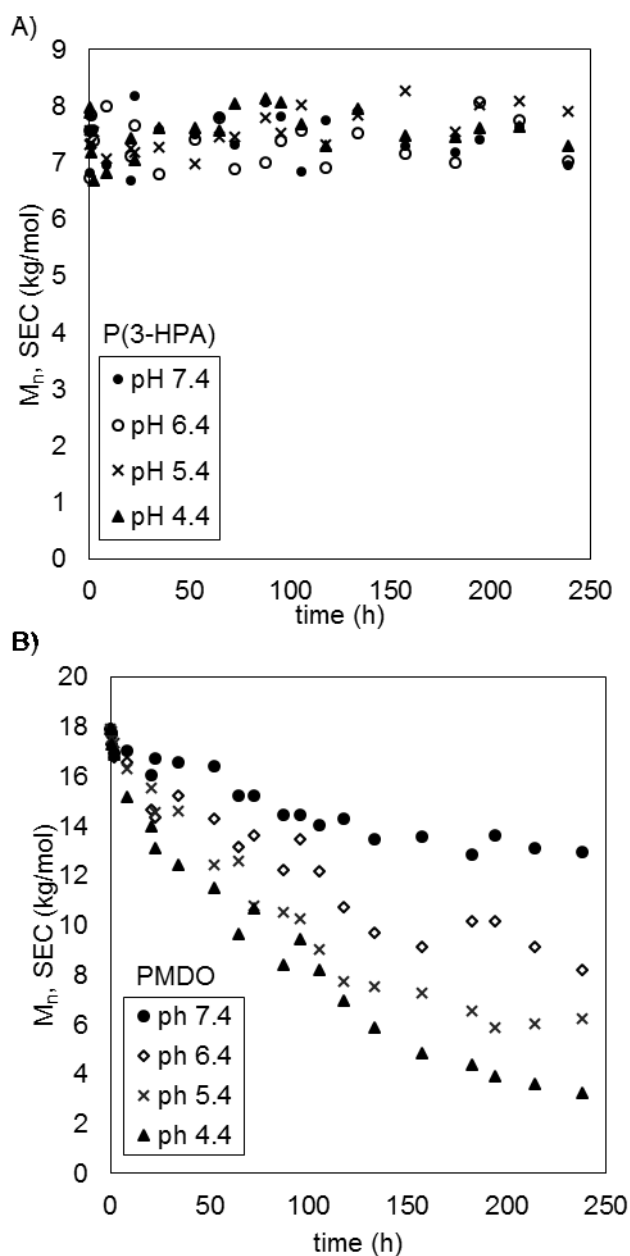 A)
9
8
7
6
5
4
3
2
1
0
Mn, SEC (kg/mol)
P(3-HPA)
pH 7.4
pH 6.4
pH 5.4
pH 4.4
0 50 100 150 200 250
time (h)
B)
20
18
16
14
12
10
8
6
4
2
0
Mn, SEC (kg/mol)
PMDO
ph 7.4
ph 6.4
ph 5.4
ph 4.4
0 50 100 150 200 250
time (h)